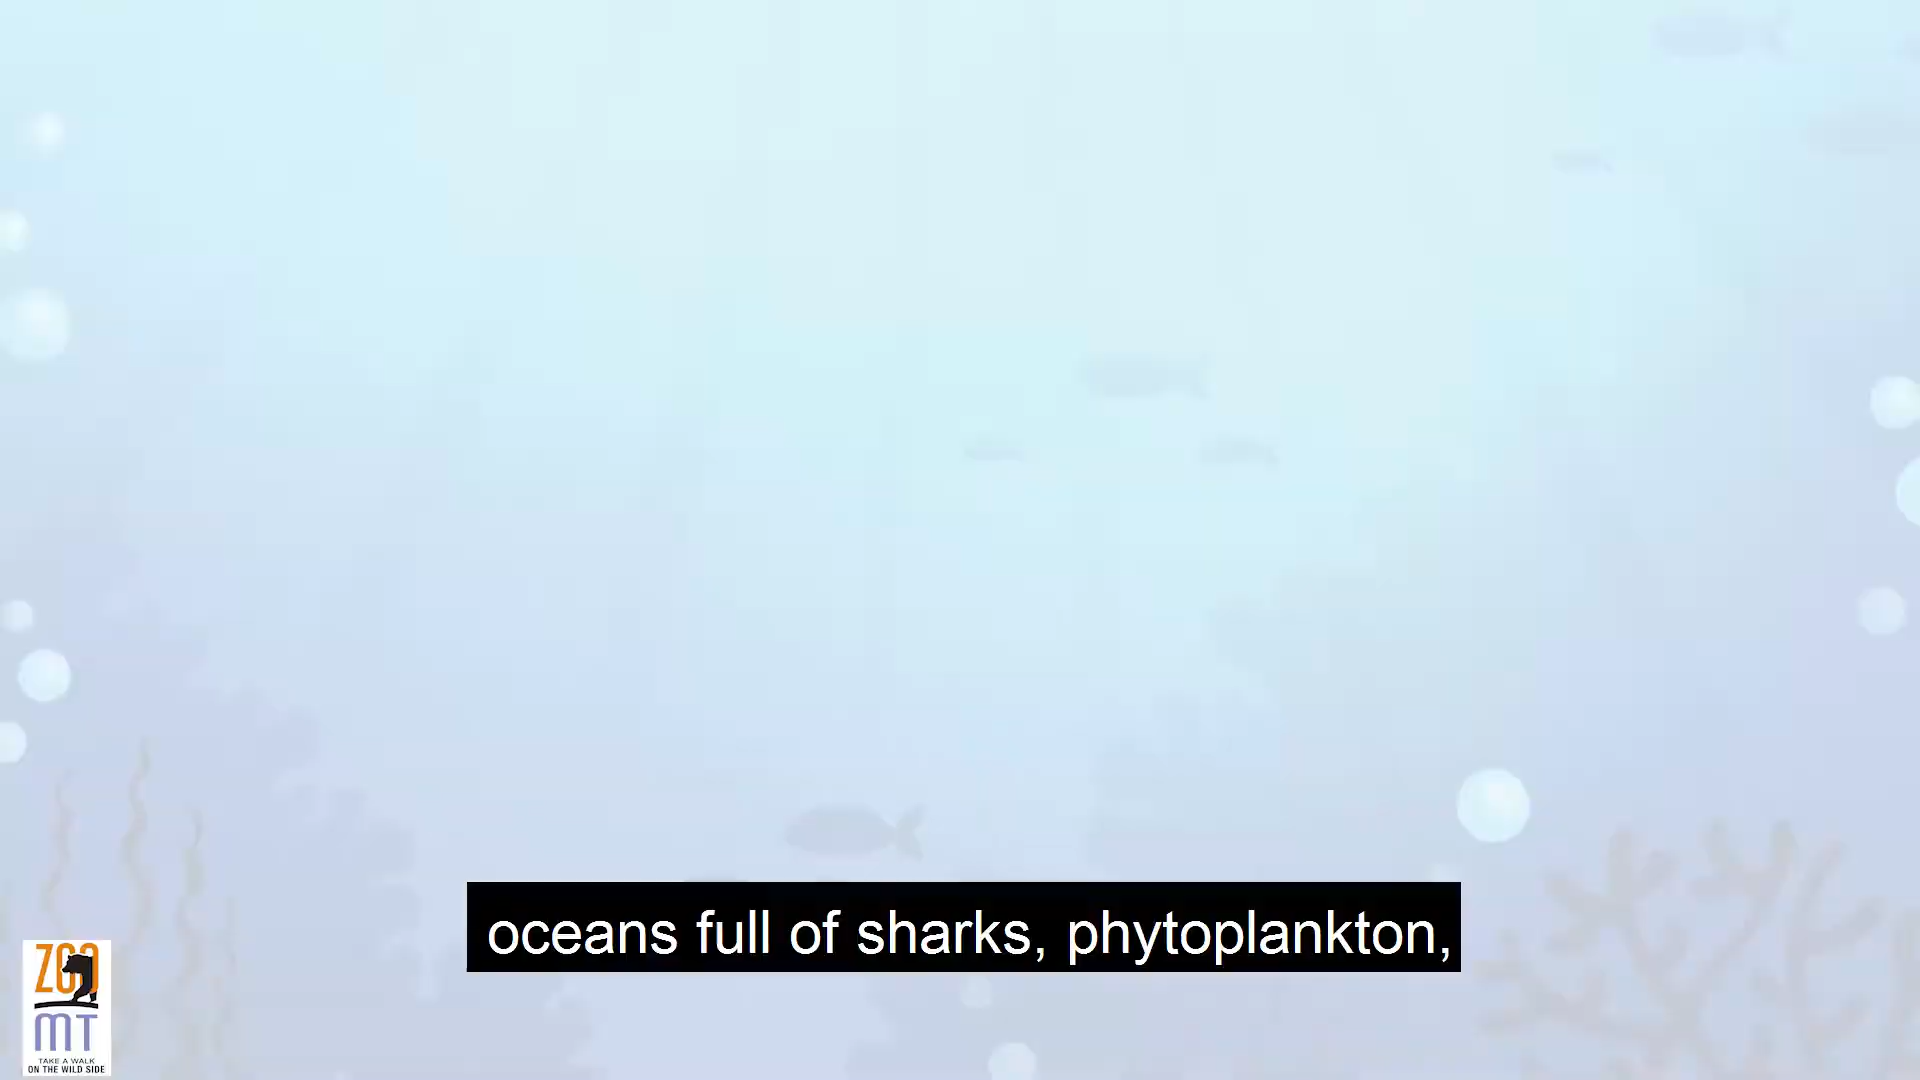 oceans full of sharks, phytoplankton,
ZOO
MT
TAKE A WALK
ON THE WILD SIDE